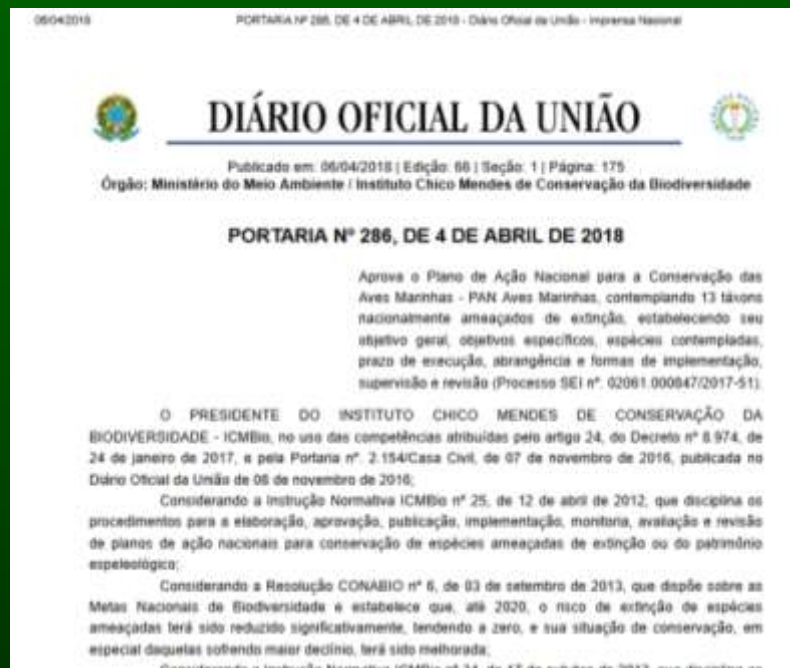 06/04/2018 PORTARIA Nº 286, DE 4 DE ABRIL DE 2018 - Diário Oficial da União - Imprensa Nacional
DIÁRIO OFICIAL DA UNIÃO
Publicado em: 06/04/2018 | Edição: 66 | Seção: 1 | Página: 175
Órgão: Ministério do Meio Ambiente / Instituto Chico Mendes de Conservação da Biodiversidade
PORTARIA Nº 286, DE 4 DE ABRIL DE 2018
Aprova o Plano de Ação Nacional para a Conservação das
Aves Marinhas - PAN Aves Marinhas, contemplando 13 táxons
nacionalmente ameaçados de extinção, estabelecendo seu
objetivo geral, objetivos específicos, espécies contempladas,
prazo de execução, abrangência e formas de implementação,
supervisão e revisão (Processo SEI nº. 02061.000847/2017-51).
O PRESIDENTE DO INSTITUTO CHICO MENDES DE CONSERVAÇÃO DA
BIODIVERSIDADE - ICMBio, no uso das competências atribuídas pelo artigo 24, do Decreto nº 8.974, de
24 de janeiro de 2017, e pela Portaria nº. 2.154/Casa Civil, de 07 de novembro de 2016, publicada no
Diário Oficial da União de 08 de novembro de 2016;
Considerando a Instrução Normativa ICMBio nº 25, de 12 de abril de 2012, que disciplina os
procedimentos para a elaboração, aprovação, publicação, implementação, monitoria, avaliação e revisão
de planos de ação nacionais para conservação de espécies ameaçadas de extinção ou do patrimônio
espeleológico;
Considerando a Resolução CONABIO nº 6, de 03 de setembro de 2013, que dispõe sobre as
Metas Nacionais de Biodiversidade e estabelece que, até 2020, o risco de extinção de espécies
ameaçadas terá sido reduzido significativamente, tendendo a zero, e sua situação de conservação, em
especial daquelas sofrendo maior declínio, terá sido melhorada;